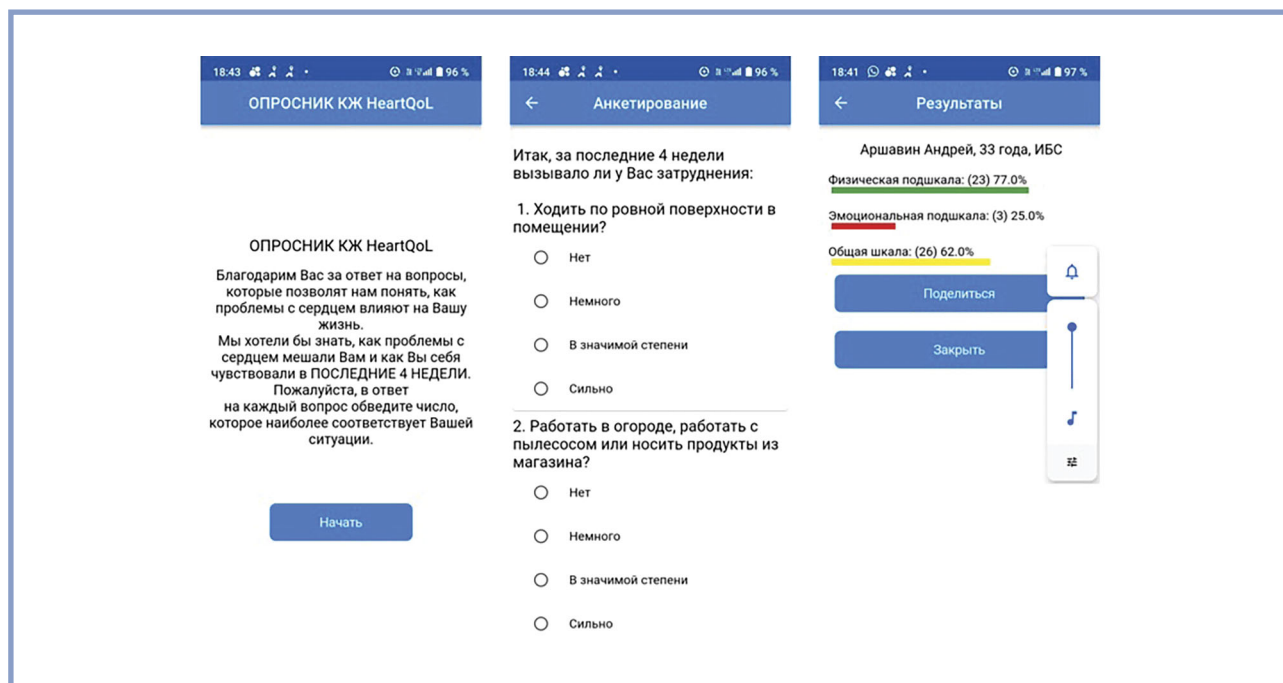 18:43
96 %
ОПРОСНИК КЖ HeartQoL
ОПРОСНИК КЖ HeartQoL
Благодарим Вас за ответ на вопросы,
которые позволят нам понять, как
проблемы с сердцем влияют на Вашу
жизнь.
Мы хотели бы знать, как проблемы с
сердцем мешали Вам и как Вы себя
чувствовали в ПОСЛЕДНИЕ 4 НЕДЕЛИ.
Пожалуйста, в ответ
на каждый вопрос обведите число,
которое наиболее соответствует Вашей
ситуации.
Начать
18:44
96 %
Анкетирование
Итак, за последние 4 недели
вызывало ли у Вас затруднения:
1. Ходить по ровной поверхности в
помещении?
Нет
Немного
В значимой степени
Сильно
2. Работать в огороде, работать с
пылесосом или носить продукты из
магазина?
Нет
Немного
В значимой степени
Сильно
18:41
97 %
Результаты
Аршавин Андрей, 33 года, ИБС
Физическая подшкала: (23) 77.0%
Эмоциональная подшкала: (3) 25.0%
Общая шкала: (26) 62.0%
Поделиться
Закрыть